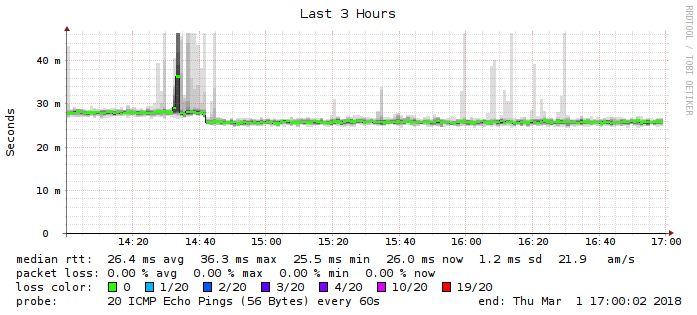 Last 3 Hours
RRDTOOL / TOBI OETIKER
Seconds
40 m
30 m
20 m
10 m
0
14:20 14:40 15:00 15:20 15:40 16:00 16:20 16:40 17:00
median rtt: 26.4 ms avg 36.3 ms max 25.5 ms min 26.0 ms now 1.2 ms sd 21.9 am/s
packet loss: 0.00 % avg 0.00 % max 0.00 % min 0.00 % now
loss color: 0 1/20 2/20 3/20 4/20 10/20 19/20
probe: 20 ICMP Echo Pings (56 Bytes) every 60s end: Thu Mar 1 17:00:02 2018